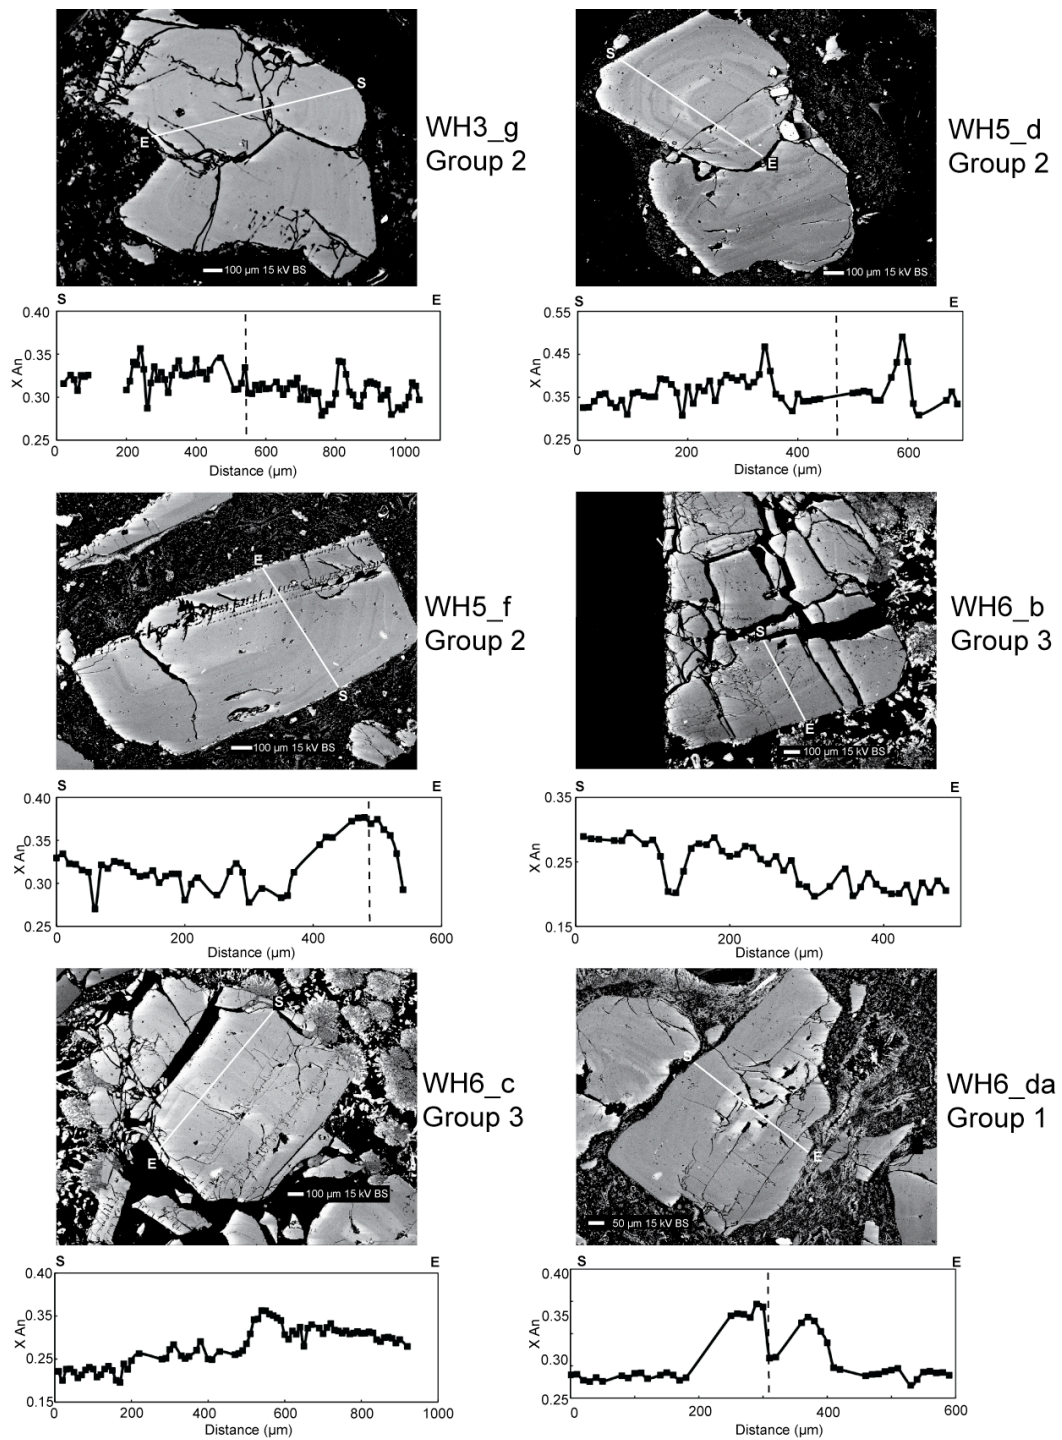 S
E
100 µm 15 kV BS
WH3_g
Group 2
S
E
100 µm 15 kV BS
WH5_d
Group 2
S E
0.40
0.35
0.30
0.25
X An
0 200 400 600 800 1000
Distance (µm)
S E
0.55
0.45
0.35
0.25
X An
0 200 400 600
Distance (µm)
E
S
100 µm 15 kV BS
WH5_f
Group 2
S
E
100 µm 15 kV BS
WH6_b
Group 3
S E
0.40
0.35
0.30
0.25
X An
0 200 400 600
Distance (µm)
S E
0.35
0.25
0.15
X An
0 200 400
Distance (µm)
S
E
100 µm 15 kV BS
WH6_c
Group 3
S
E
50 µm 15 kV BS
WH6_da
Group 1
S E
0.40
0.35
0.25
0.15
X An
0 200 400 600 800 1000
Distance (µm)
S E
0.40
0.35
0.30
0.25
X An
0 200 400 600
Distance (µm)